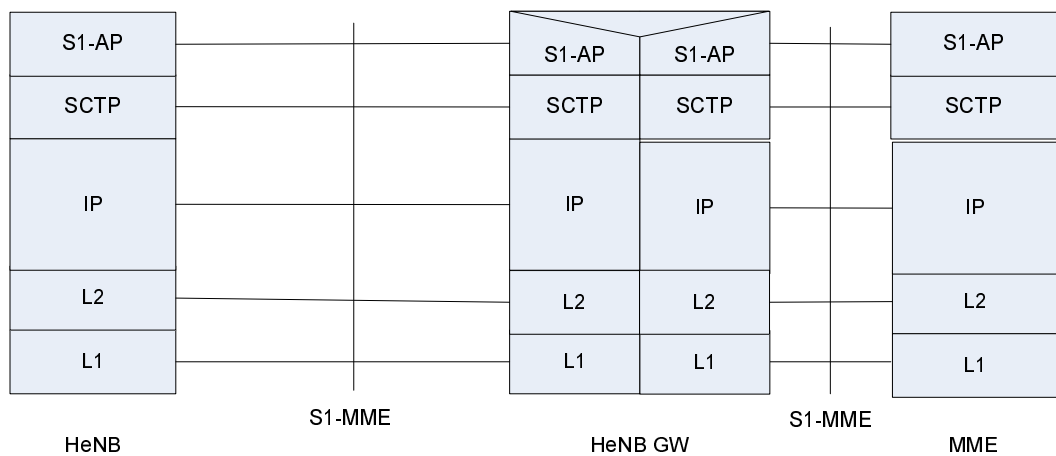 S1-AP
S1-AP
S1-AP
S1-AP
SCTP
SCTP
SCTP
SCTP
IP
IP
IP
IP
L2
L2
L2
L2
L1
L1
L1
L1
S1-MME
S1-MME
HeNB
HeNB GW
MME